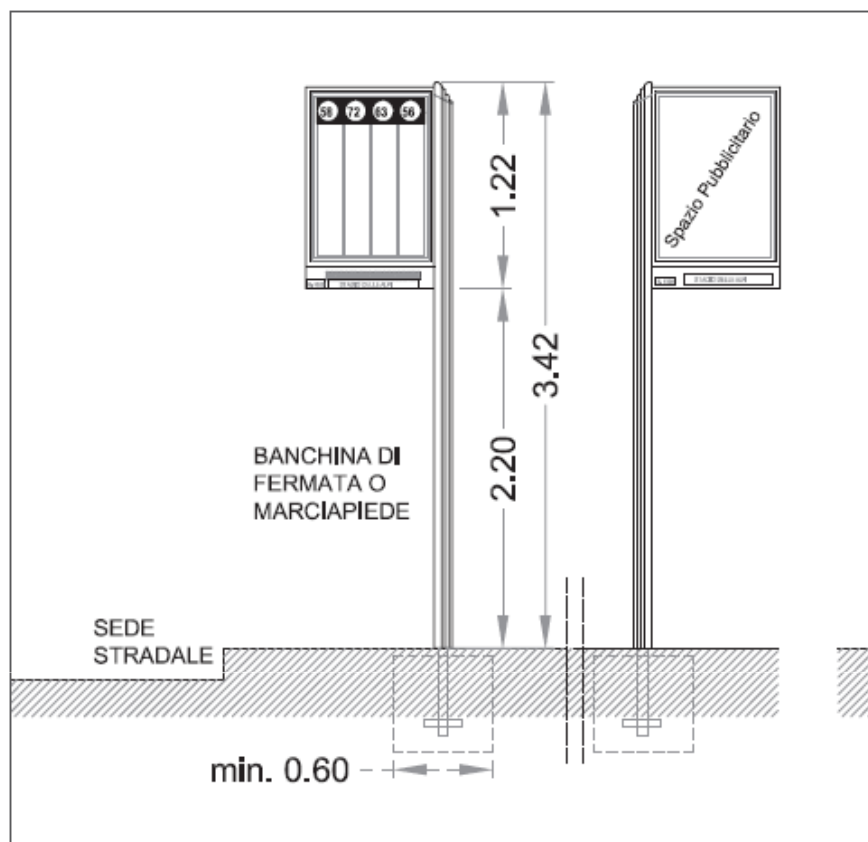 58 72 63 56
1.22
3.42
2.20
Spazio Pubblicitario
BANCHINA DI
FERMATA O
MARCIAPIEDE
SEDE
STRADALE
min. 0.60